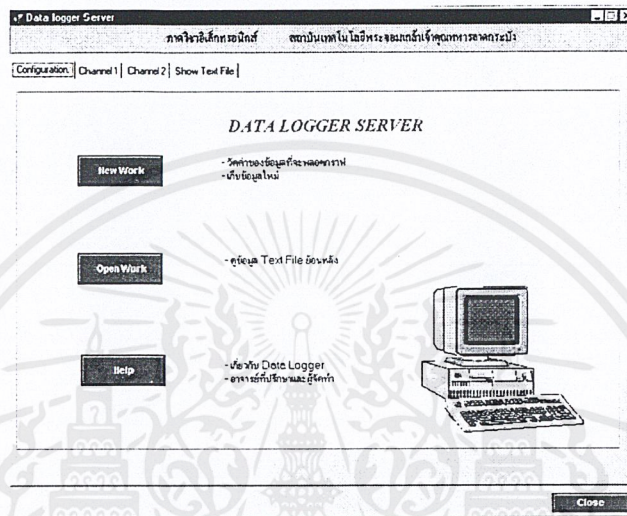 Data logger Server
ภาควิชาอิเล็กทรอนิกส์ สถาบันเทคโนโลยีพระจอมเกล้าเจ้าคุณทหารลาดกระบัง
Configuration Channel 1 Channel 2 Show Text File
DATA LOGGER SERVER
New Work
- วัดค่าของข้อมูลที่จะพลอตกราฟ
- เก็บข้อมูลใหม่
Open Work
- ดูข้อมูล Text File ย้อนหลัง
Help
- เกี่ยวกับ Data Logger
- อาจารย์ที่ปรึกษาและผู้จัดทำ
Close